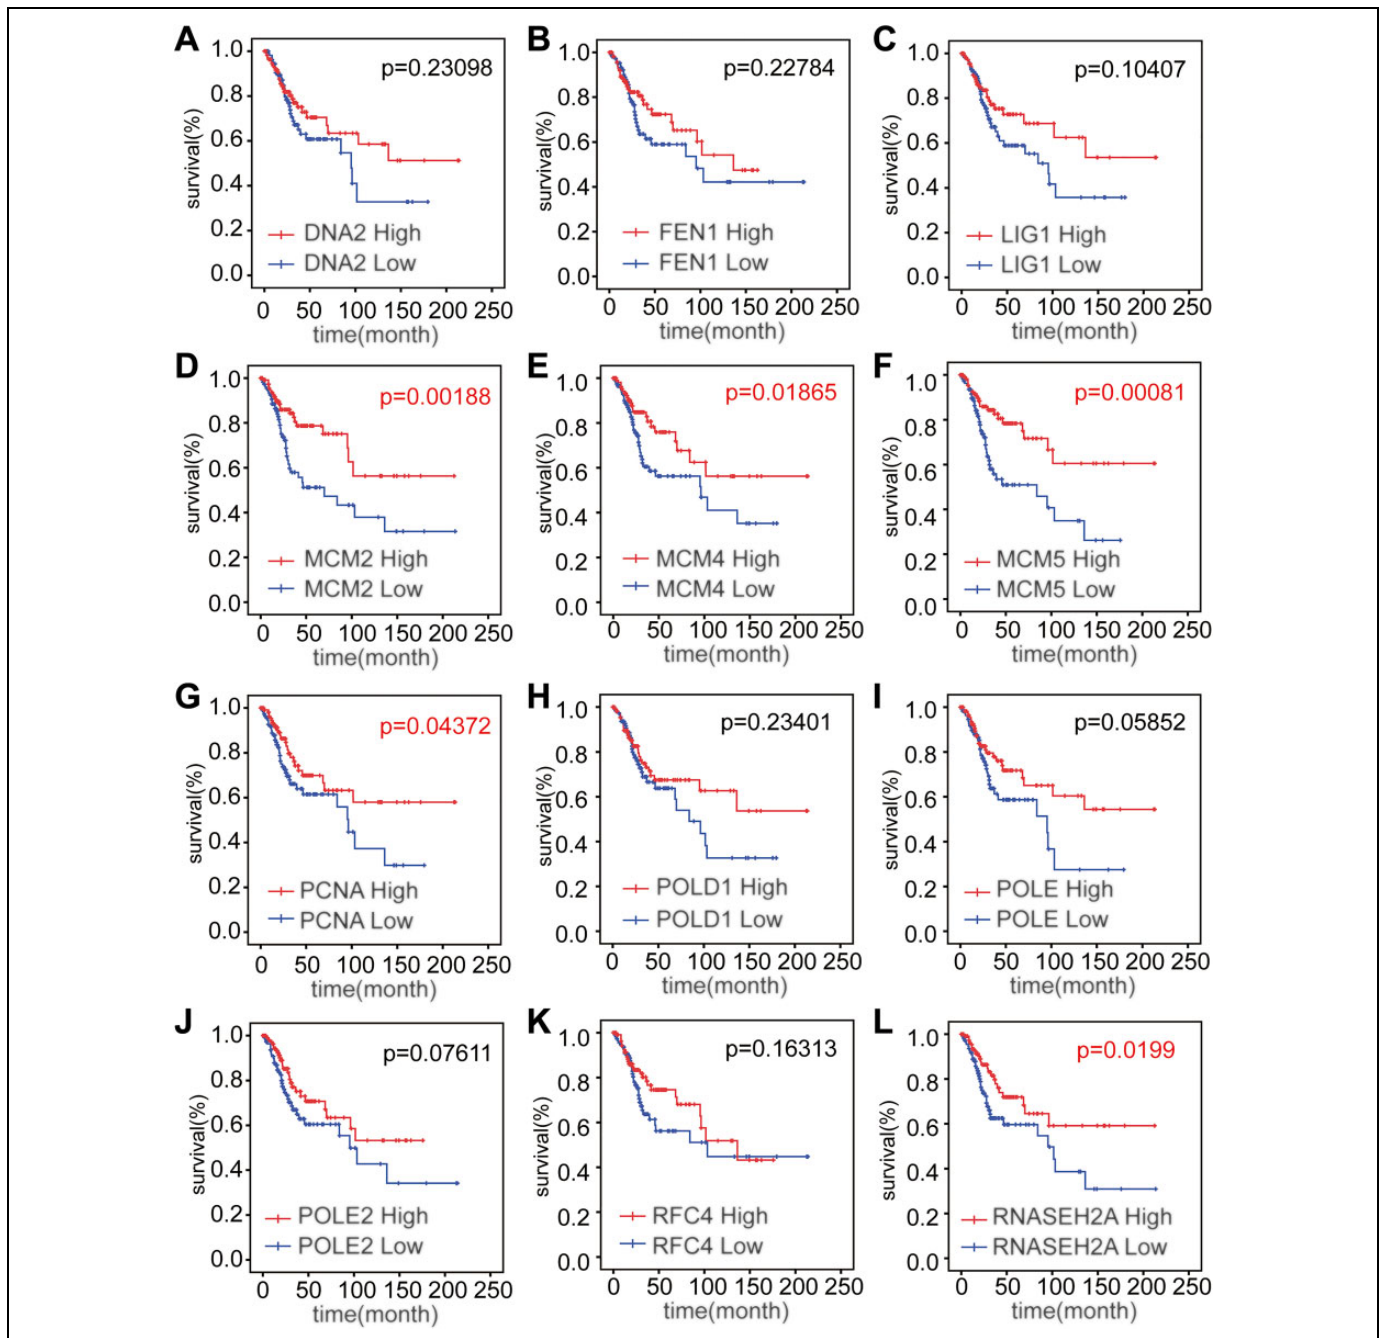 A
1.0
0.8
0.6
0.4
0.2
0.0
survival(%)
p=0.23098
DNA2 High
DNA2 Low
0 50 100 150 200 250
time(month)
B
1.0
0.8
0.6
0.4
0.2
0.0
survival(%)
p=0.22784
FEN1 High
FEN1 Low
0 50 100 150 200 250
time(month)
C
1.0
0.8
0.6
0.4
0.2
0.0
survival(%)
p=0.10407
LIG1 High
LIG1 Low
0 50 100 150 200 250
time(month)
D
1.0
0.8
0.6
0.4
0.2
0.0
survival(%)
p=0.00188
MCM2 High
MCM2 Low
0 50 100 150 200 250
time(month)
E
1.0
0.8
0.6
0.4
0.2
0.0
survival(%)
p=0.01865
MCM4 High
MCM4 Low
0 50 100 150 200 250
time(month)
F
1.0
0.8
0.6
0.4
0.2
0.0
survival(%)
p=0.00081
MCM5 High
MCM5 Low
0 50 100 150 200 250
time(month)
G
1.0
0.8
0.6
0.4
0.2
0.0
survival(%)
p=0.04372
PCNA High
PCNA Low
0 50 100 150 200 250
time(month)
H
1.0
0.8
0.6
0.4
0.2
0.0
survival(%)
p=0.23401
POLD1 High
POLD1 Low
0 50 100 150 200 250
time(month)
I
1.0
0.8
0.6
0.4
0.2
0.0
survival(%)
p=0.05852
POLE High
POLE Low
0 50 100 150 200 250
time(month)
J
1.0
0.8
0.6
0.4
0.2
0.0
survival(%)
p=0.07611
POLE2 High
POLE2 Low
0 50 100 150 200 250
time(month)
K
1.0
0.8
0.6
0.4
0.2
0.0
survival(%)
p=0.16313
RFC4 High
RFC4 Low
0 50 100 150 200 250
time(month)
L
1.0
0.8
0.6
0.4
0.2
0.0
survival(%)
p=0.0199
RNASEH2A High
RNASEH2A Low
0 50 100 150 200 250
time(month)